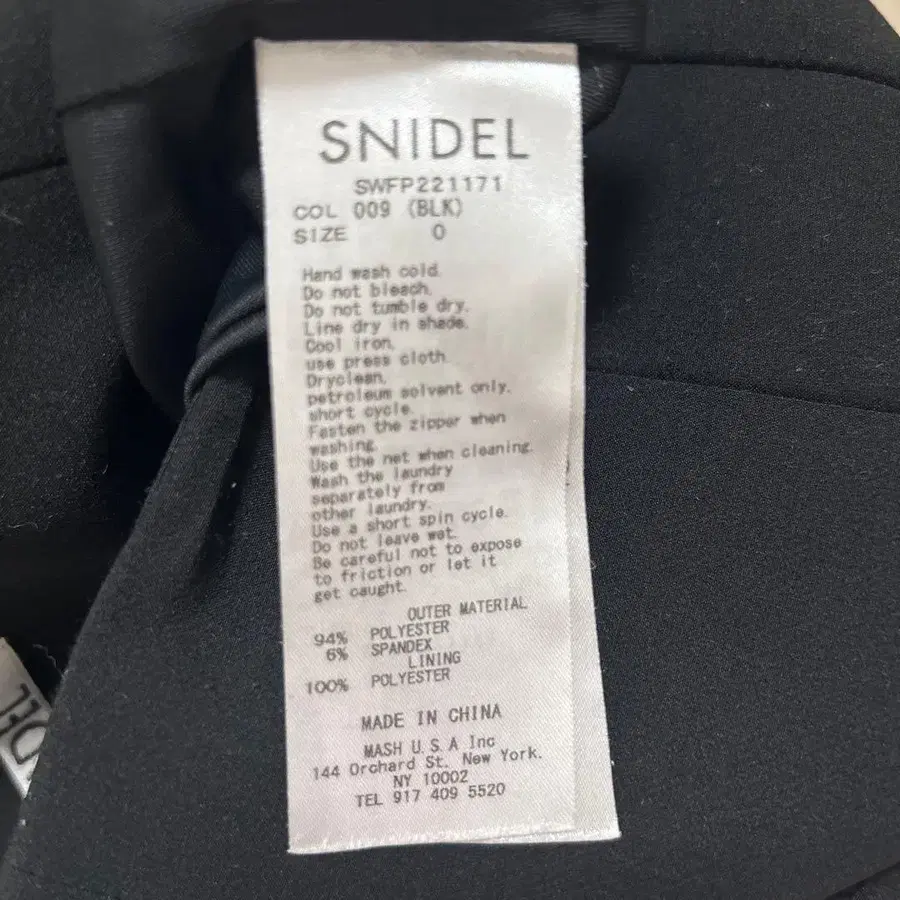 SNIDEL
SWFP221171
COL 009 (BLK)
SIZE 0
Hand wash cold.
Do not bleach.
Do not tumble dry.
Line dry in shade.
Cool iron.
use press cloth.
Dryclean.
petroleum solvent only.
short cycle.
Fasten the zipper when
washing.
Use the net when cleaning.
Wash the laundry
separately from
other laundry.
Use a short spin cycle.
Do not leave wet.
Be careful not to expose
to friction or let it
get caught.
OUTER MATERIAL
94% POLYESTER
6% SPANDEX
LINING
100% POLYESTER
MADE IN CHINA
MASH U.S.A Inc
144 Orchard St. New York.
NY 10002
TEL 917 409 5520